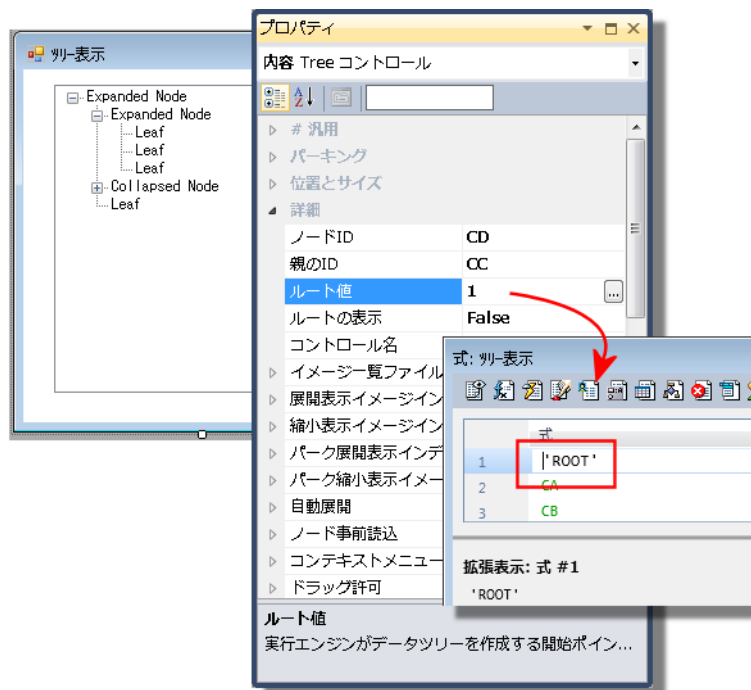 ツリー表示
Expanded Node
Expanded Node
Leaf
Leaf
Leaf
Collapsed Node
Leaf
プロパティ
内容 Tree コントロール
# 汎用
パーキング
位置とサイズ
詳細
ノードID CD
親のID CC
ルート値 1 ...
ルートの表示 False
コントロール名
イメージ一覧ファイル
展開表示イメージイン
縮小表示イメージイン
パーク展開表示インデ
パーク縮小表示イメー
自動展開
ノード事前読込
コンテキストメニュー
ドラッグ許可
ルート値
実行エンジンがデータツリーを作成する開始ポイン...
式: ツリー表示
式
1 'ROOT'
2 CA
3 CB
拡張表示: 式 #1
'ROOT'